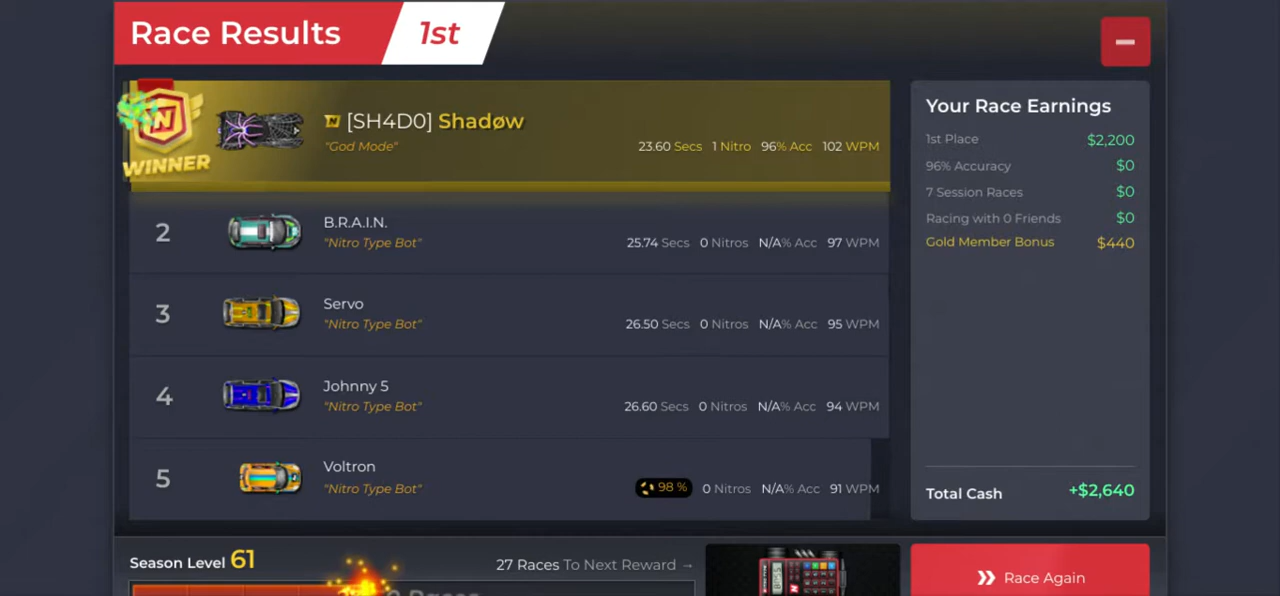 Race Results 1st
WINNER
[SH4D0] Shadøw
"God Mode"
23.60 Secs 1 Nitro 96% Acc 102 WPM
2
B.R.A.I.N.
"Nitro Type Bot"
25.74 Secs 0 Nitros N/A% Acc 97 WPM
3
Servo
"Nitro Type Bot"
26.50 Secs 0 Nitros N/A% Acc 95 WPM
4
Johnny 5
"Nitro Type Bot"
26.60 Secs 0 Nitros N/A% Acc 94 WPM
5
Voltron
"Nitro Type Bot"
98 % 0 Nitros N/A% Acc 91 WPM
Your Race Earnings
1st Place $2,200
96% Accuracy $0
7 Session Races $0
Racing with 0 Friends $0
Gold Member Bonus $440
Total Cash +$2,640
Season Level 61
27 Races To Next Reward →
Race Again